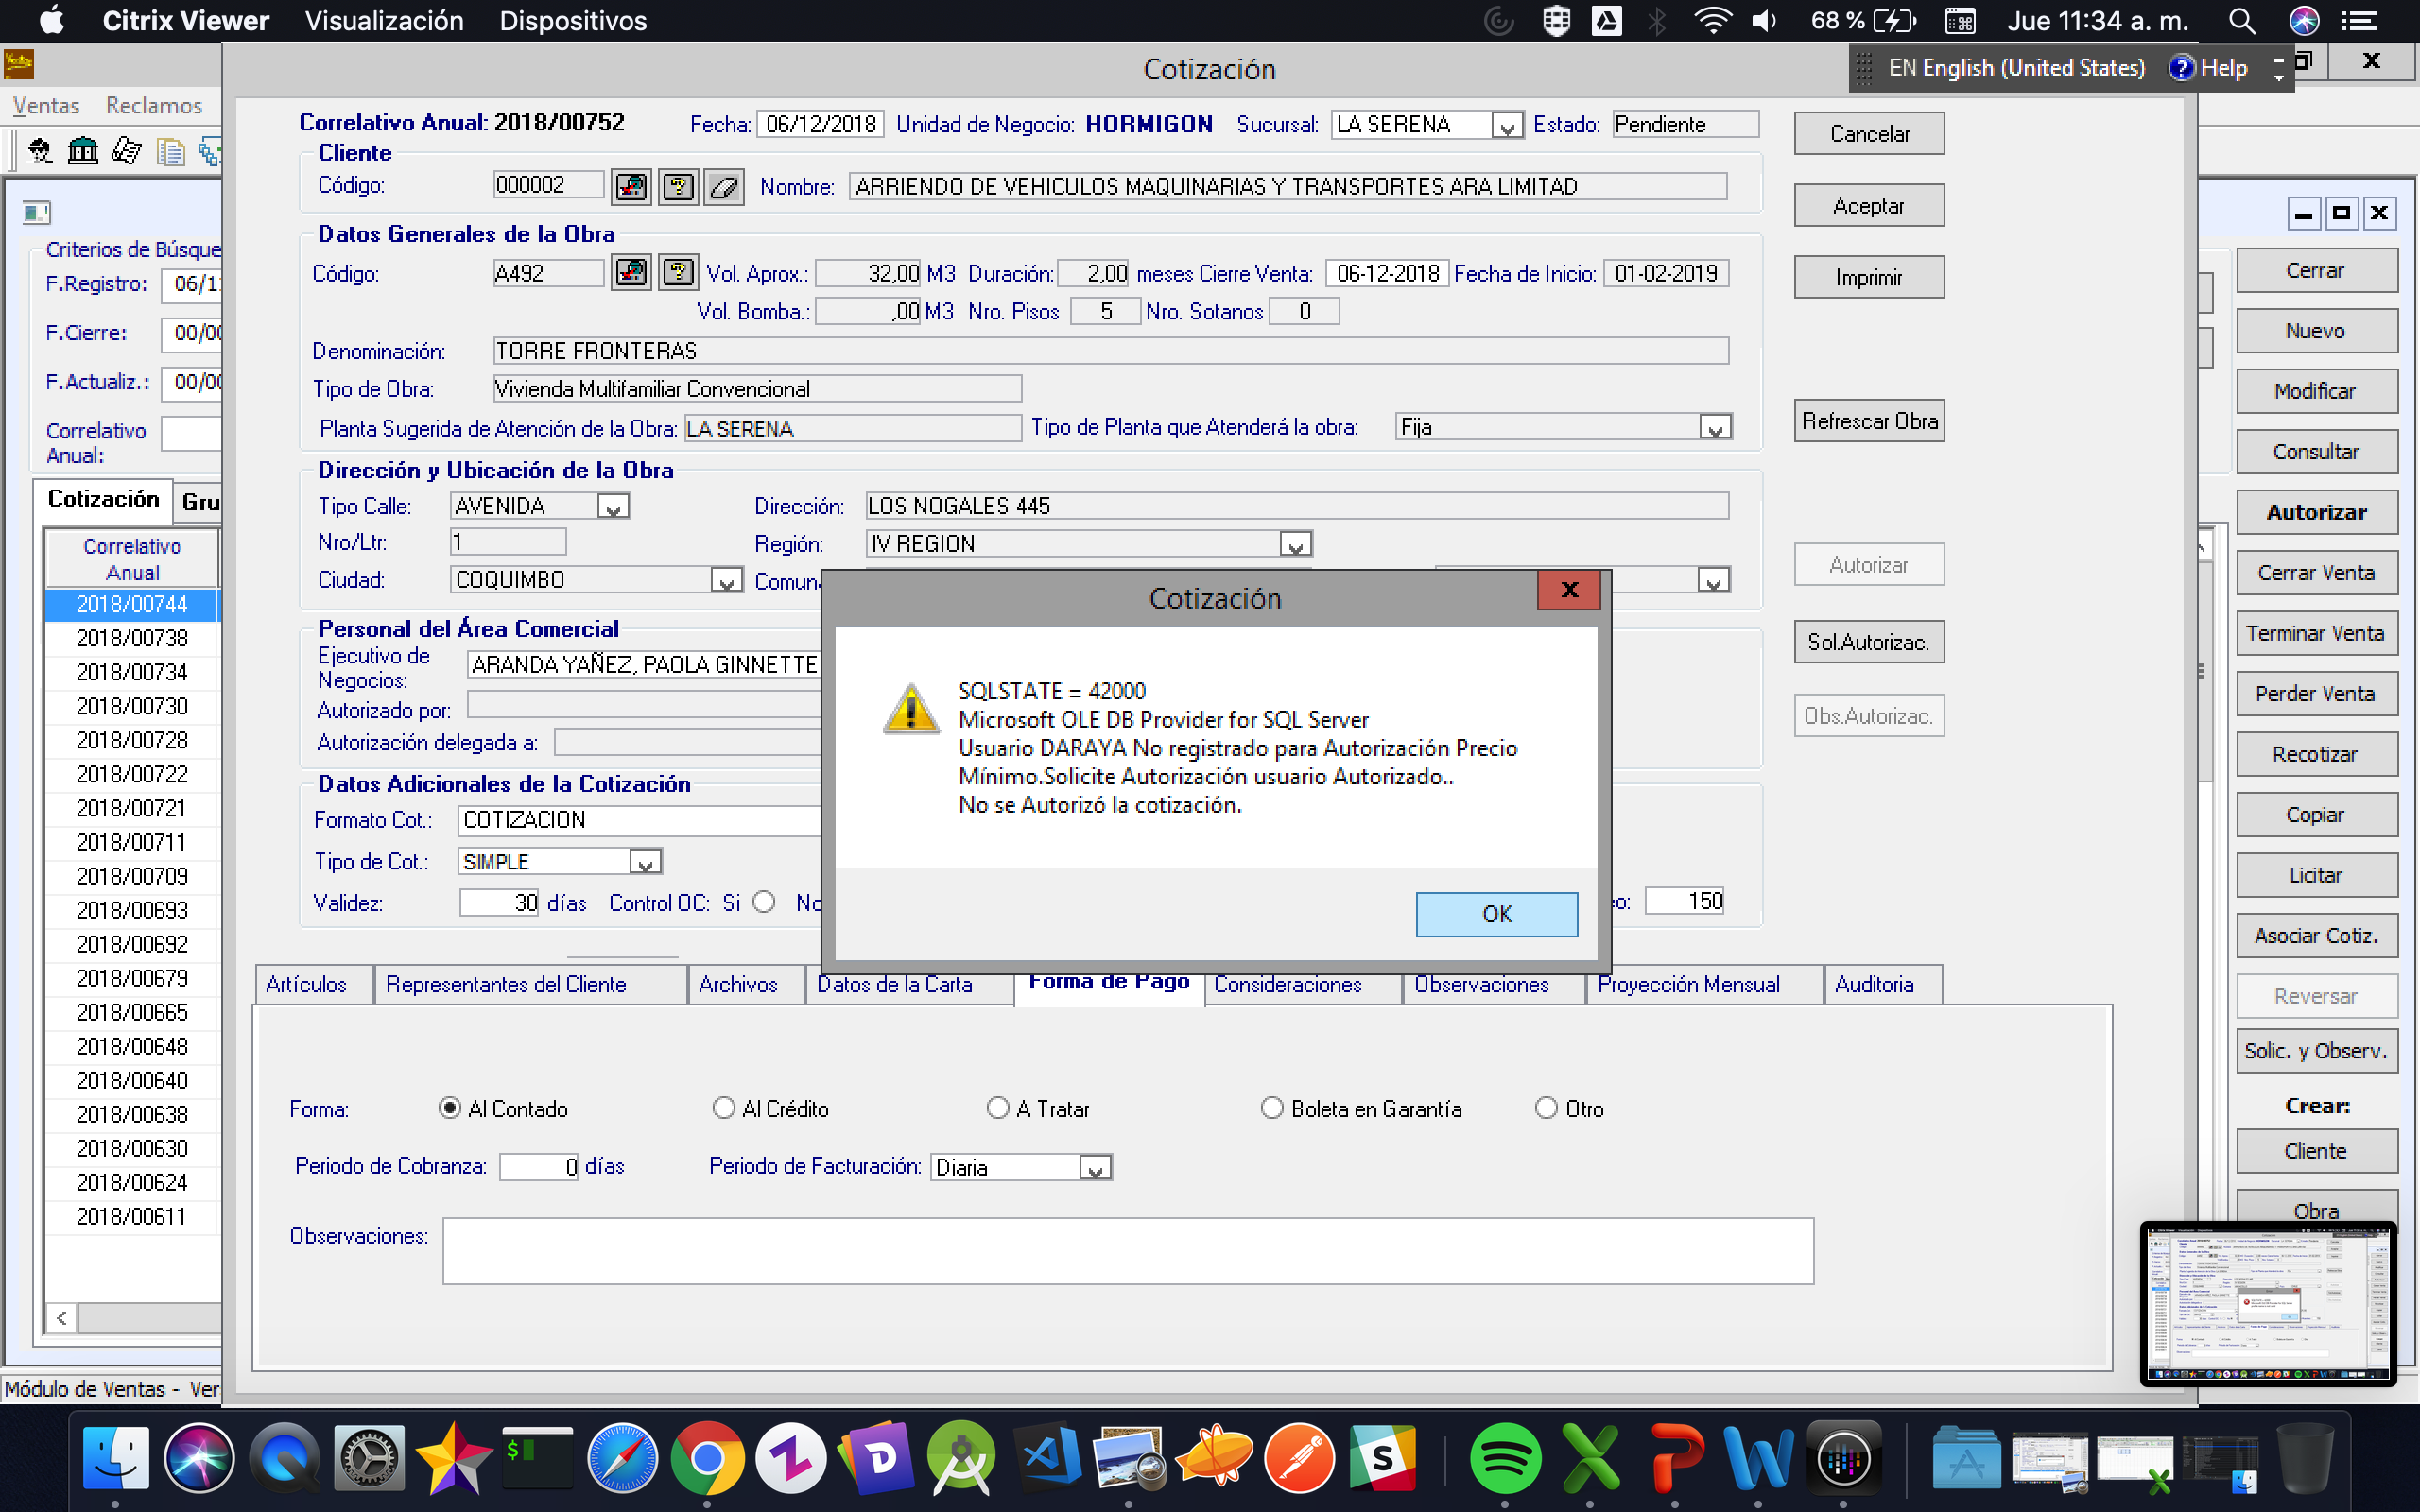 Citrix Viewer Visualización Dispositivos 68 % Jue 11:34 a. m.
Cotización
EN English (United States) Help
Ventas Reclamos
Correlativo Anual: 2018/00752 Fecha: 06/12/2018 Unidad de Negocio: HORMIGON Sucursal: LA SERENA Estado: Pendiente
Cancelar
Cliente
Código: 000002 Nombre: ARRIENDO DE VEHICULOS MAQUINARIAS Y TRANSPORTES ARA LIMITAD
Aceptar
Datos Generales de la Obra
Código: A492 Vol. Aprox.: 32,00 M3 Duración: 2,00 meses Cierre Venta: 06-12-2018 Fecha de Inicio: 01-02-2019
Imprimir
Vol. Bomba.: ,00 M3 Nro. Pisos 5 Nro. Sotanos 0
Denominación: TORRE FRONTERAS
Tipo de Obra: Vivienda Multifamiliar Convencional
Planta Sugerida de Atención de la Obra: LA SERENA Tipo de Planta que Atenderá la obra: Fija
Refrescar Obra
Dirección y Ubicación de la Obra
Tipo Calle: AVENIDA Dirección: LOS NOGALES 445
Nro/Ltr: 1 Región: IV REGION
Ciudad: COQUIMBO Comun
Autorizar
Personal del Área Comercial
Ejecutivo de
Negocios: ARANDA YAÑEZ, PAOLA GINNETTE
Sol.Autorizac.
Autorizado por:
Obs.Autorizac.
Autorización delegada a:
Datos Adicionales de la Cotización
Formato Cot.: COTIZACION
Tipo de Cot.: SIMPLE
Validez: 30 días Control OC: Si No
eo: 150
Cotización
x
SQLSTATE = 42000
Microsoft OLE DB Provider for SQL Server
Usuario DARAYA No registrado para Autorización Precio
Mínimo.Solicite Autorización usuario Autorizado..
No se Autorizó la cotización.
OK
Artículos Representantes del Cliente Archivos Datos de la Carta Forma de Pago Consideraciones Observaciones Proyección Mensual Auditoria
Forma: Al Contado Al Crédito A Tratar Boleta en Garantía Otro
Periodo de Cobranza: 0 días Periodo de Facturación: Diaria
Observaciones:
Criterios de Búsque
F.Registro: 06/1
F.Cierre: 00/00
F.Actualiz.: 00/00
Correlativo
Anual:
Cotización Gru
Correlativo
Anual
2018/00744
2018/00738
2018/00734
2018/00730
2018/00728
2018/00722
2018/00721
2018/00711
2018/00709
2018/00693
2018/00692
2018/00679
2018/00665
2018/00648
2018/00640
2018/00638
2018/00630
2018/00624
2018/00611
Módulo de Ventas - Ver
Cerrar
Nuevo
Modificar
Consultar
Autorizar
Cerrar Venta
Terminar Venta
Perder Venta
Recotizar
Copiar
Licitar
Asociar Cotiz.
Reversar
Solic. y Observ.
Crear:
Cliente
Obra